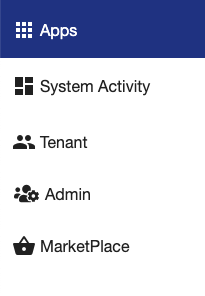 Apps
System Activity
Tenant
Admin
MarketPlace